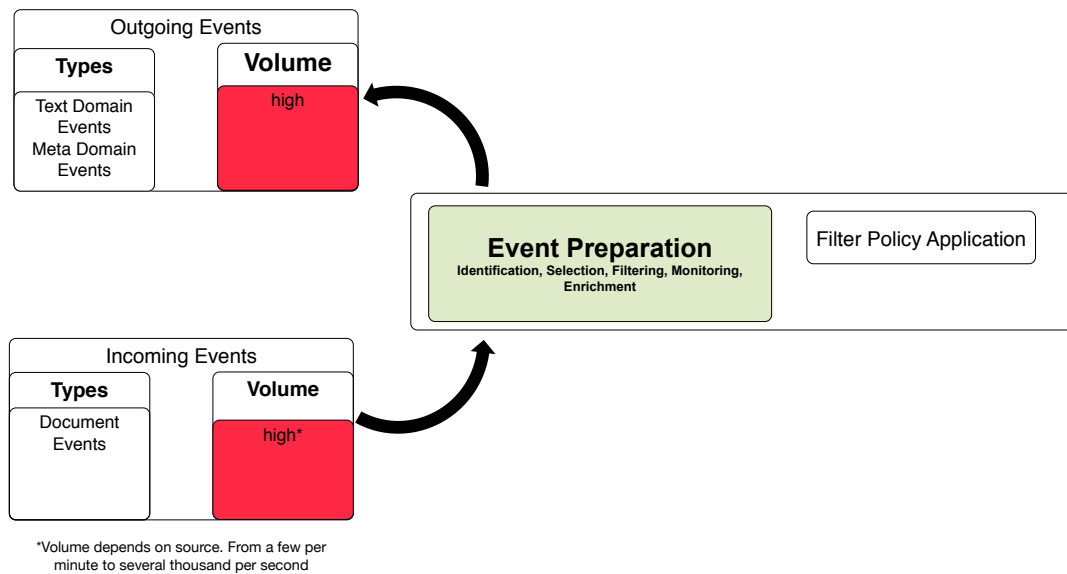 Outgoing Events
Types
Volume
Text Domain
Events
Meta Domain
Events
high
Event Preparation
Identification, Selection, Filtering, Monitoring,
Enrichment
Filter Policy Application
Incoming Events
Types
Volume
Document
Events
high*
*Volume depends on source. From a few per
minute to several thousand per second